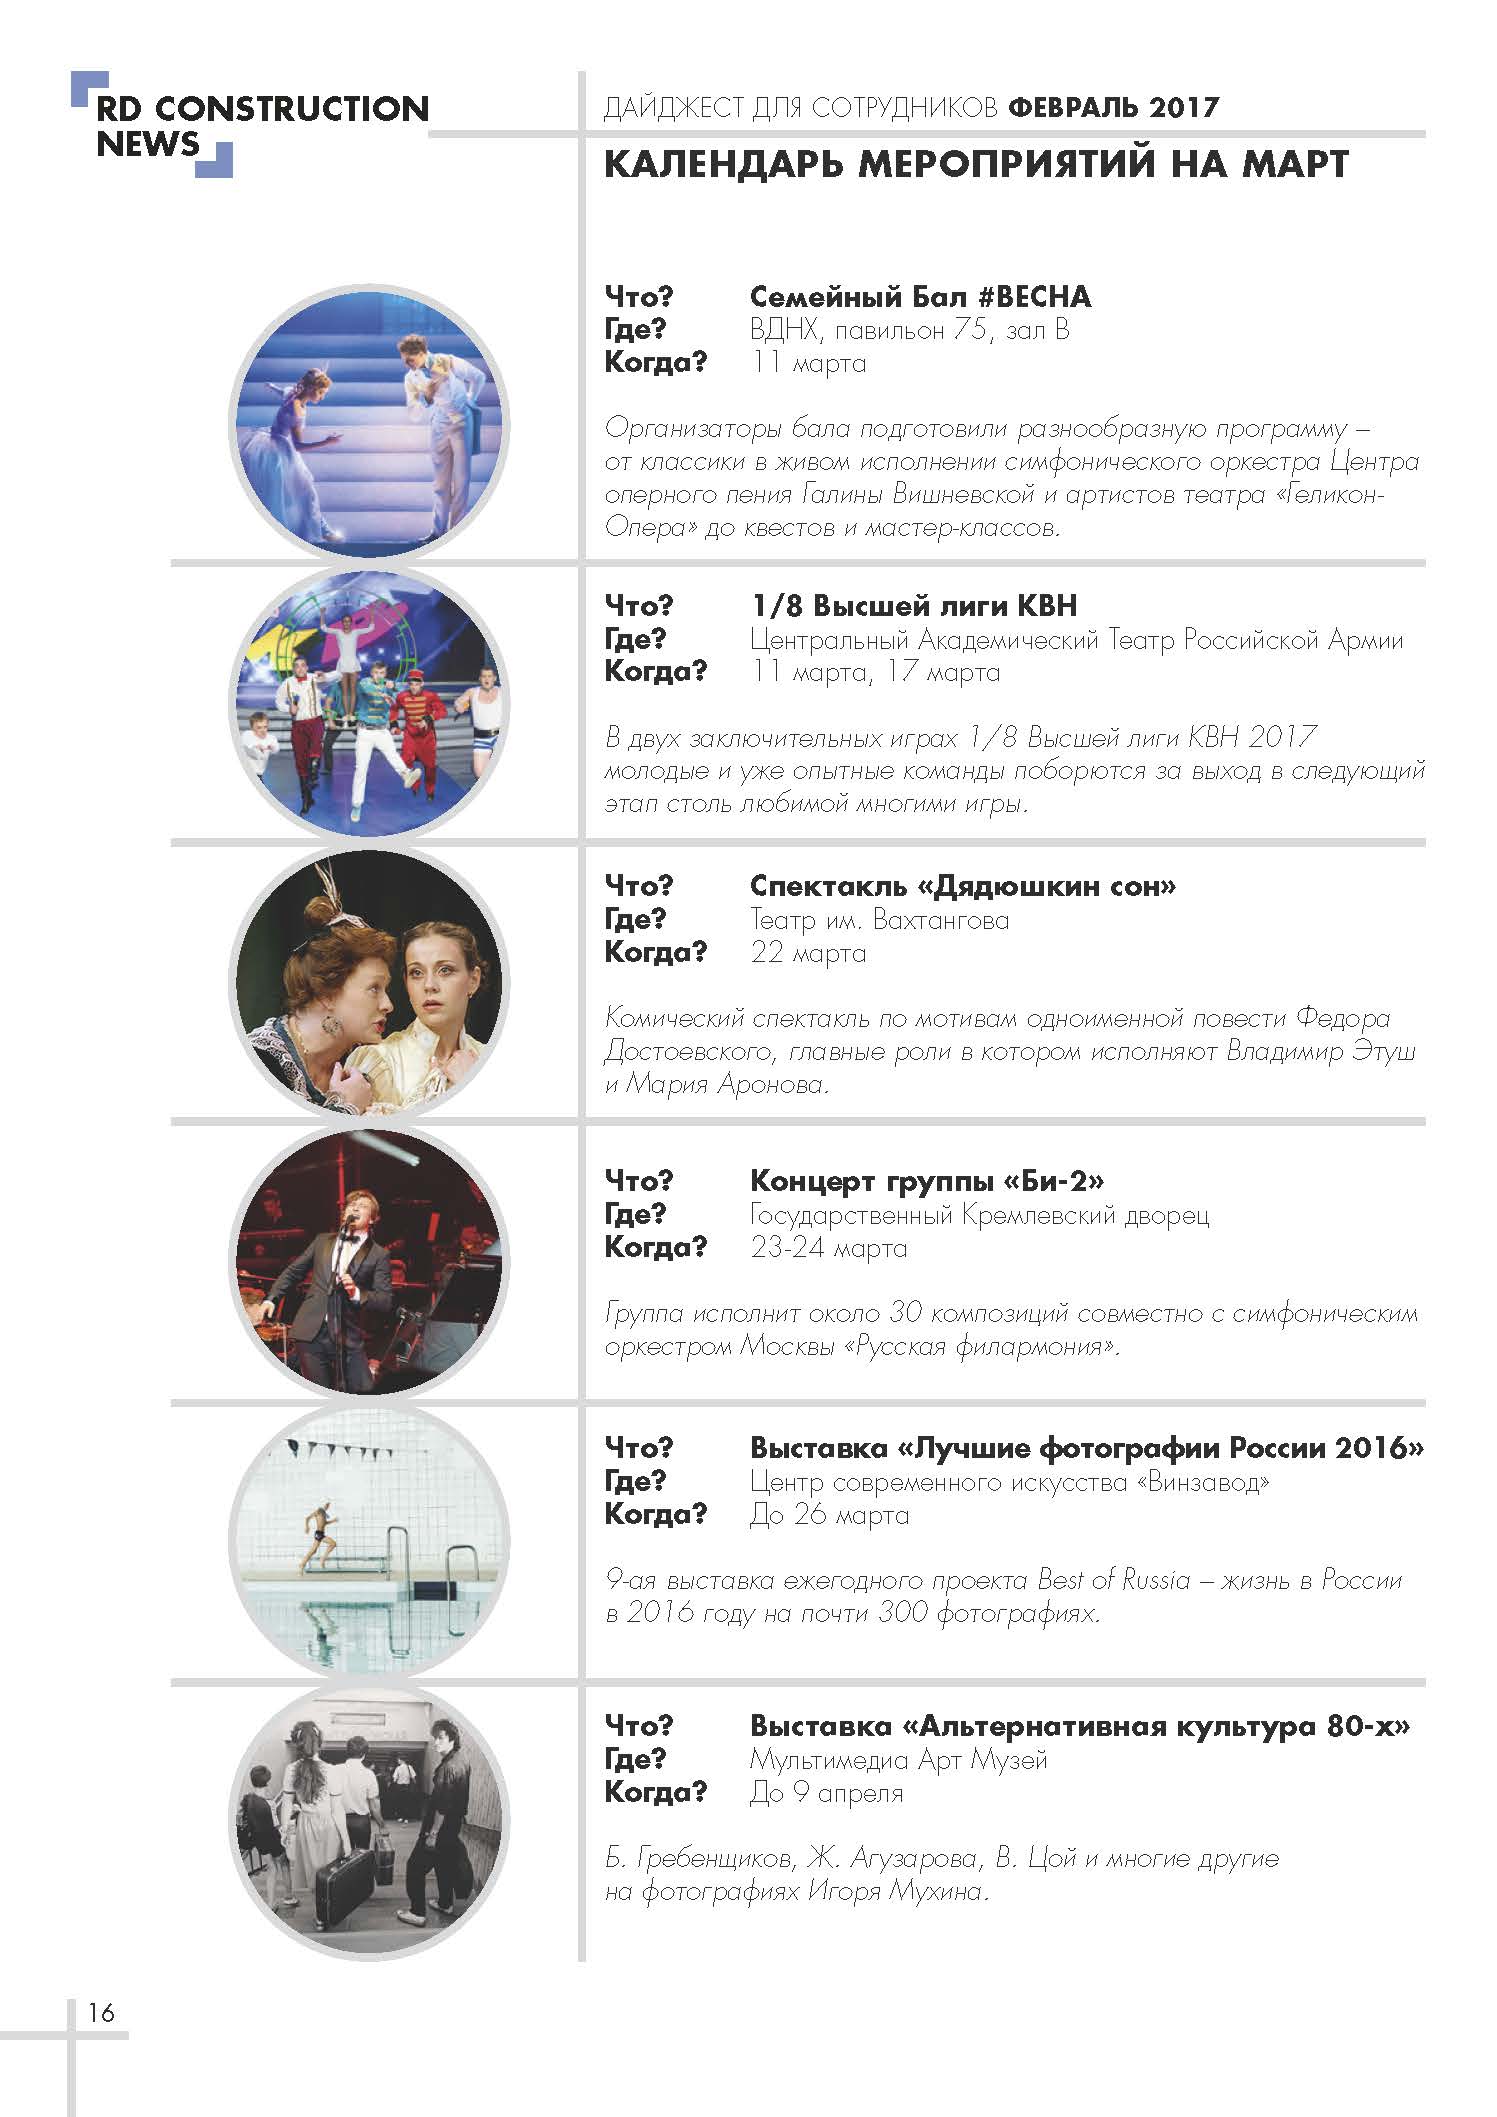 RD CONSTRUCTION
NEWS
ДАЙДЖЕСТ ДЛЯ СОТРУДНИКОВ ФЕВРАЛЬ 2017
КАЛЕНДАРЬ МЕРОПРИЯТИЙ НА МАРТ
Что? Семейный Бал #ВЕСНА
Где? ВДНХ, павильон 75, зал В
Когда? 11 марта
Организаторы бала подготовили разнообразную программу –
от классики в живом исполнении симфонического оркестра Центра
оперного пения Галины Вишневской и артистов театра «Геликон-
Опера» до квестов и мастер-классов.
Что? 1/8 Высшей лиги КВН
Где? Центральный Академический Театр Российской Армии
Когда? 11 марта, 17 марта
В двух заключительных играх 1/8 Высшей лиги КВН 2017
молодые и уже опытные команды поборются за выход в следующий
этап столь любимой многими игры.
Что? Спектакль «Дядюшкин сон»
Где? Театр им. Вахтангова
Когда? 22 марта
Комический спектакль по мотивам одноименной повести Федора
Достоевского, главные роли в котором исполняют Владимир Этуш
и Мария Аронова.
Что? Концерт группы «Би-2»
Где? Государственный Кремлевский дворец
Когда? 23-24 марта
Группа исполнит около 30 композиций совместно с симфоническим
оркестром Москвы «Русская филармония».
Что? Выставка «Лучшие фотографии России 2016»
Где? Центр современного искусства «Винзавод»
Когда? До 26 марта
9-ая выставка ежегодного проекта Best of Russia – жизнь в России
в 2016 году на почти 300 фотографиях.
Что? Выставка «Альтернативная культура 80-х»
Где? Мультимедиа Арт Музей
Когда? До 9 апреля
Б. Гребенщиков, Ж. Агузарова, В. Цой и многие другие
на фотографиях Игоря Мухина.
16